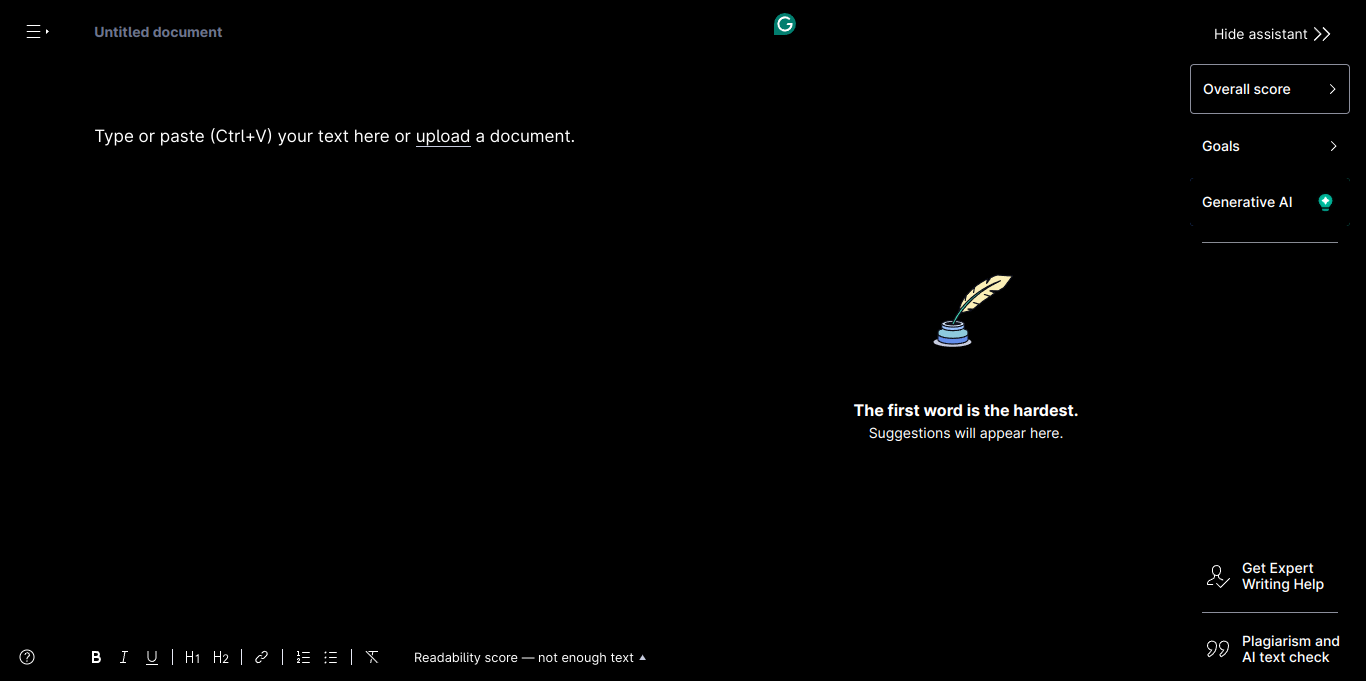 Untitled document
Hide assistant
Overall score
Type or paste (Ctrl+V) your text here or upload a document.
Goals
Generative AI
The first word is the hardest.
Suggestions will appear here.
Get Expert
Writing Help
Plagiarism and
AI text check
B I U H1 H2 Readability score — not enough text